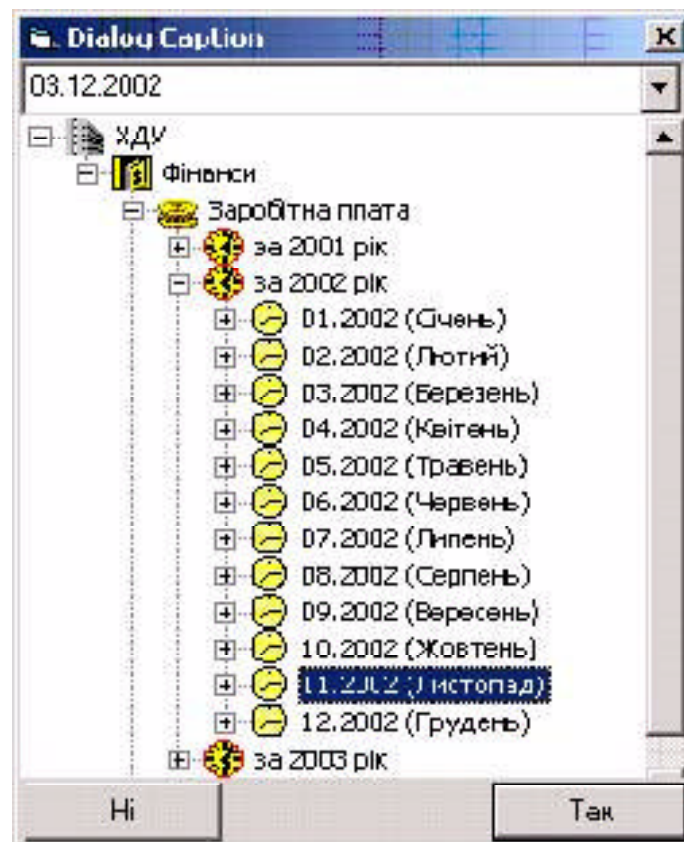 Dialog Caption
03.12.2002
ХДУ
Фінанси
Заробітна плата
за 2001 рік
за 2002 рік
01.2002 (Січень)
02.2002 (Лютий)
03.2002 (Березень)
04.2002 (Квітень)
05.2002 (Травень)
06.2002 (Червень)
07.2002 (Липень)
08.2002 (Серпень)
09.2002 (Вересень)
10.2002 (Жовтень)
11.2002 (Листопад)
12.2002 (Грудень)
за 2003 рік
Ні Так